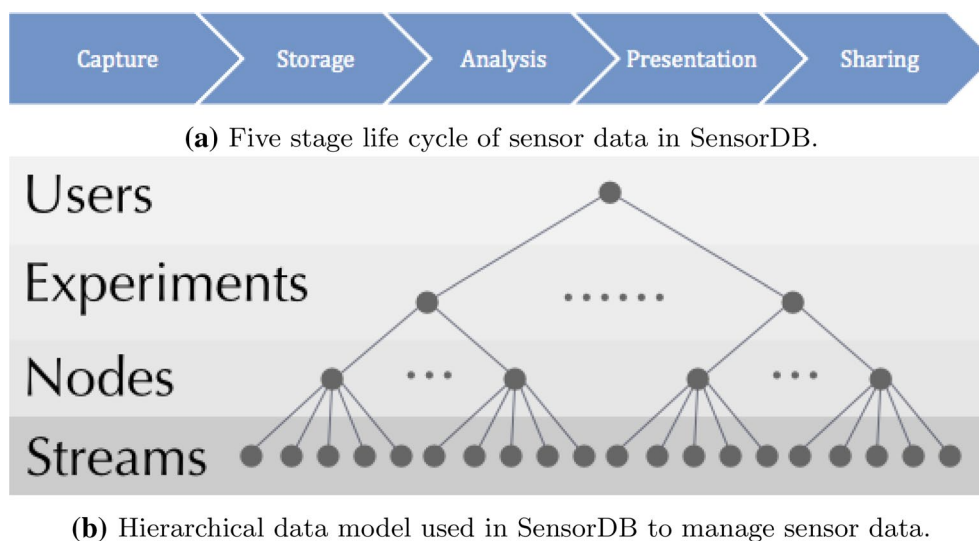 Capture Storage Analysis Presentation Sharing
(a) Five stage life cycle of sensor data in SensorDB.
Users
Experiments
Nodes
Streams
(b) Hierarchical data model used in SensorDB to manage sensor data.